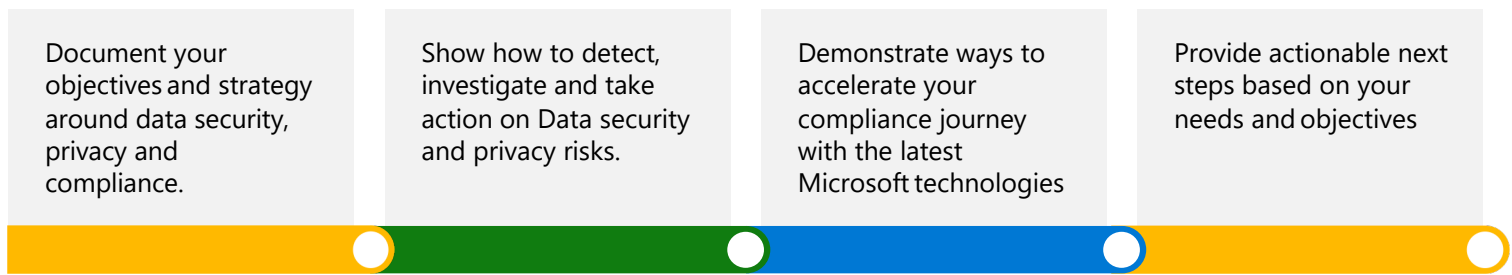 Document your
objectives and strategy
around data security,
privacy and
compliance.
Show how to detect,
investigate and take
action on Data security
and privacy risks.
Demonstrate ways to
accelerate your
compliance journey
with the latest
Microsoft technologies
Provide actionable next
steps based on your
needs and objectives